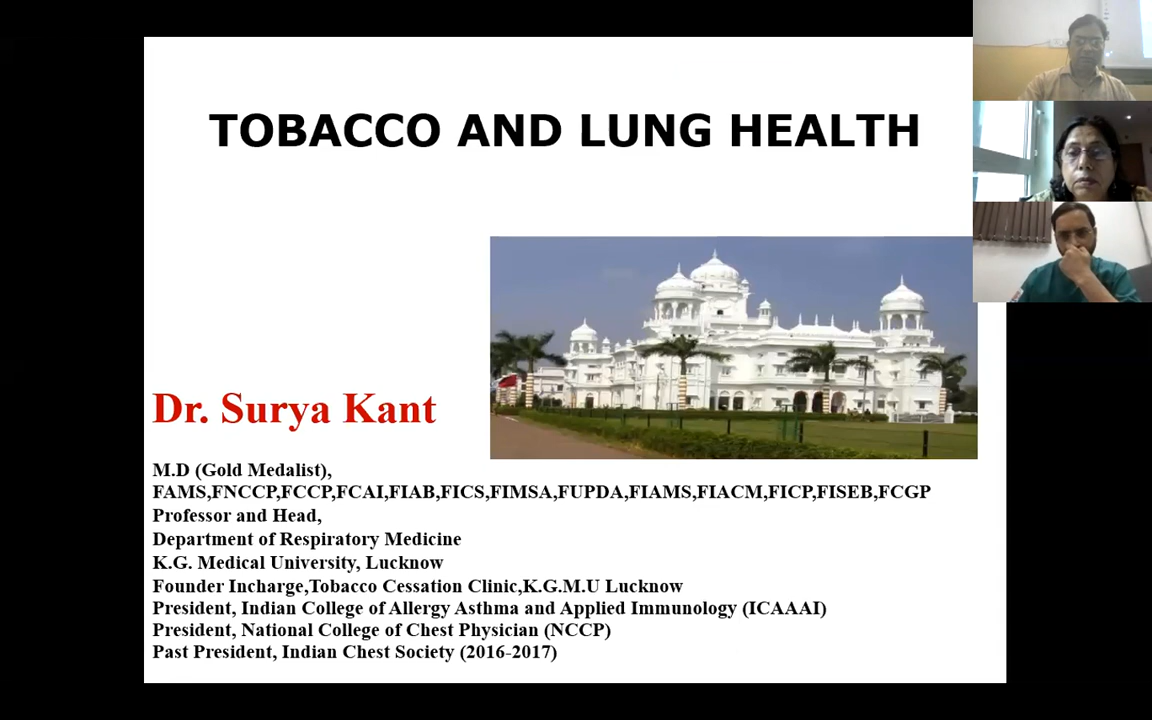 TOBACCO AND LUNG HEALTH
Dr. Surya Kant
M.D (Gold Medalist),
FAMS,FNCCP,FCCP,FCAI,FIAB,FICS,FIMSA,FUPDA,FIAMS,FIACM,FICP,FISEB,FCGP
Professor and Head,
Department of Respiratory Medicine
K.G. Medical University, Lucknow
Founder Incharge,Tobacco Cessation Clinic,K.G.M.U Lucknow
President, Indian College of Allergy Asthma and Applied Immunology (ICAAAI)
President, National College of Chest Physician (NCCP)
Past President, Indian Chest Society (2016-2017)